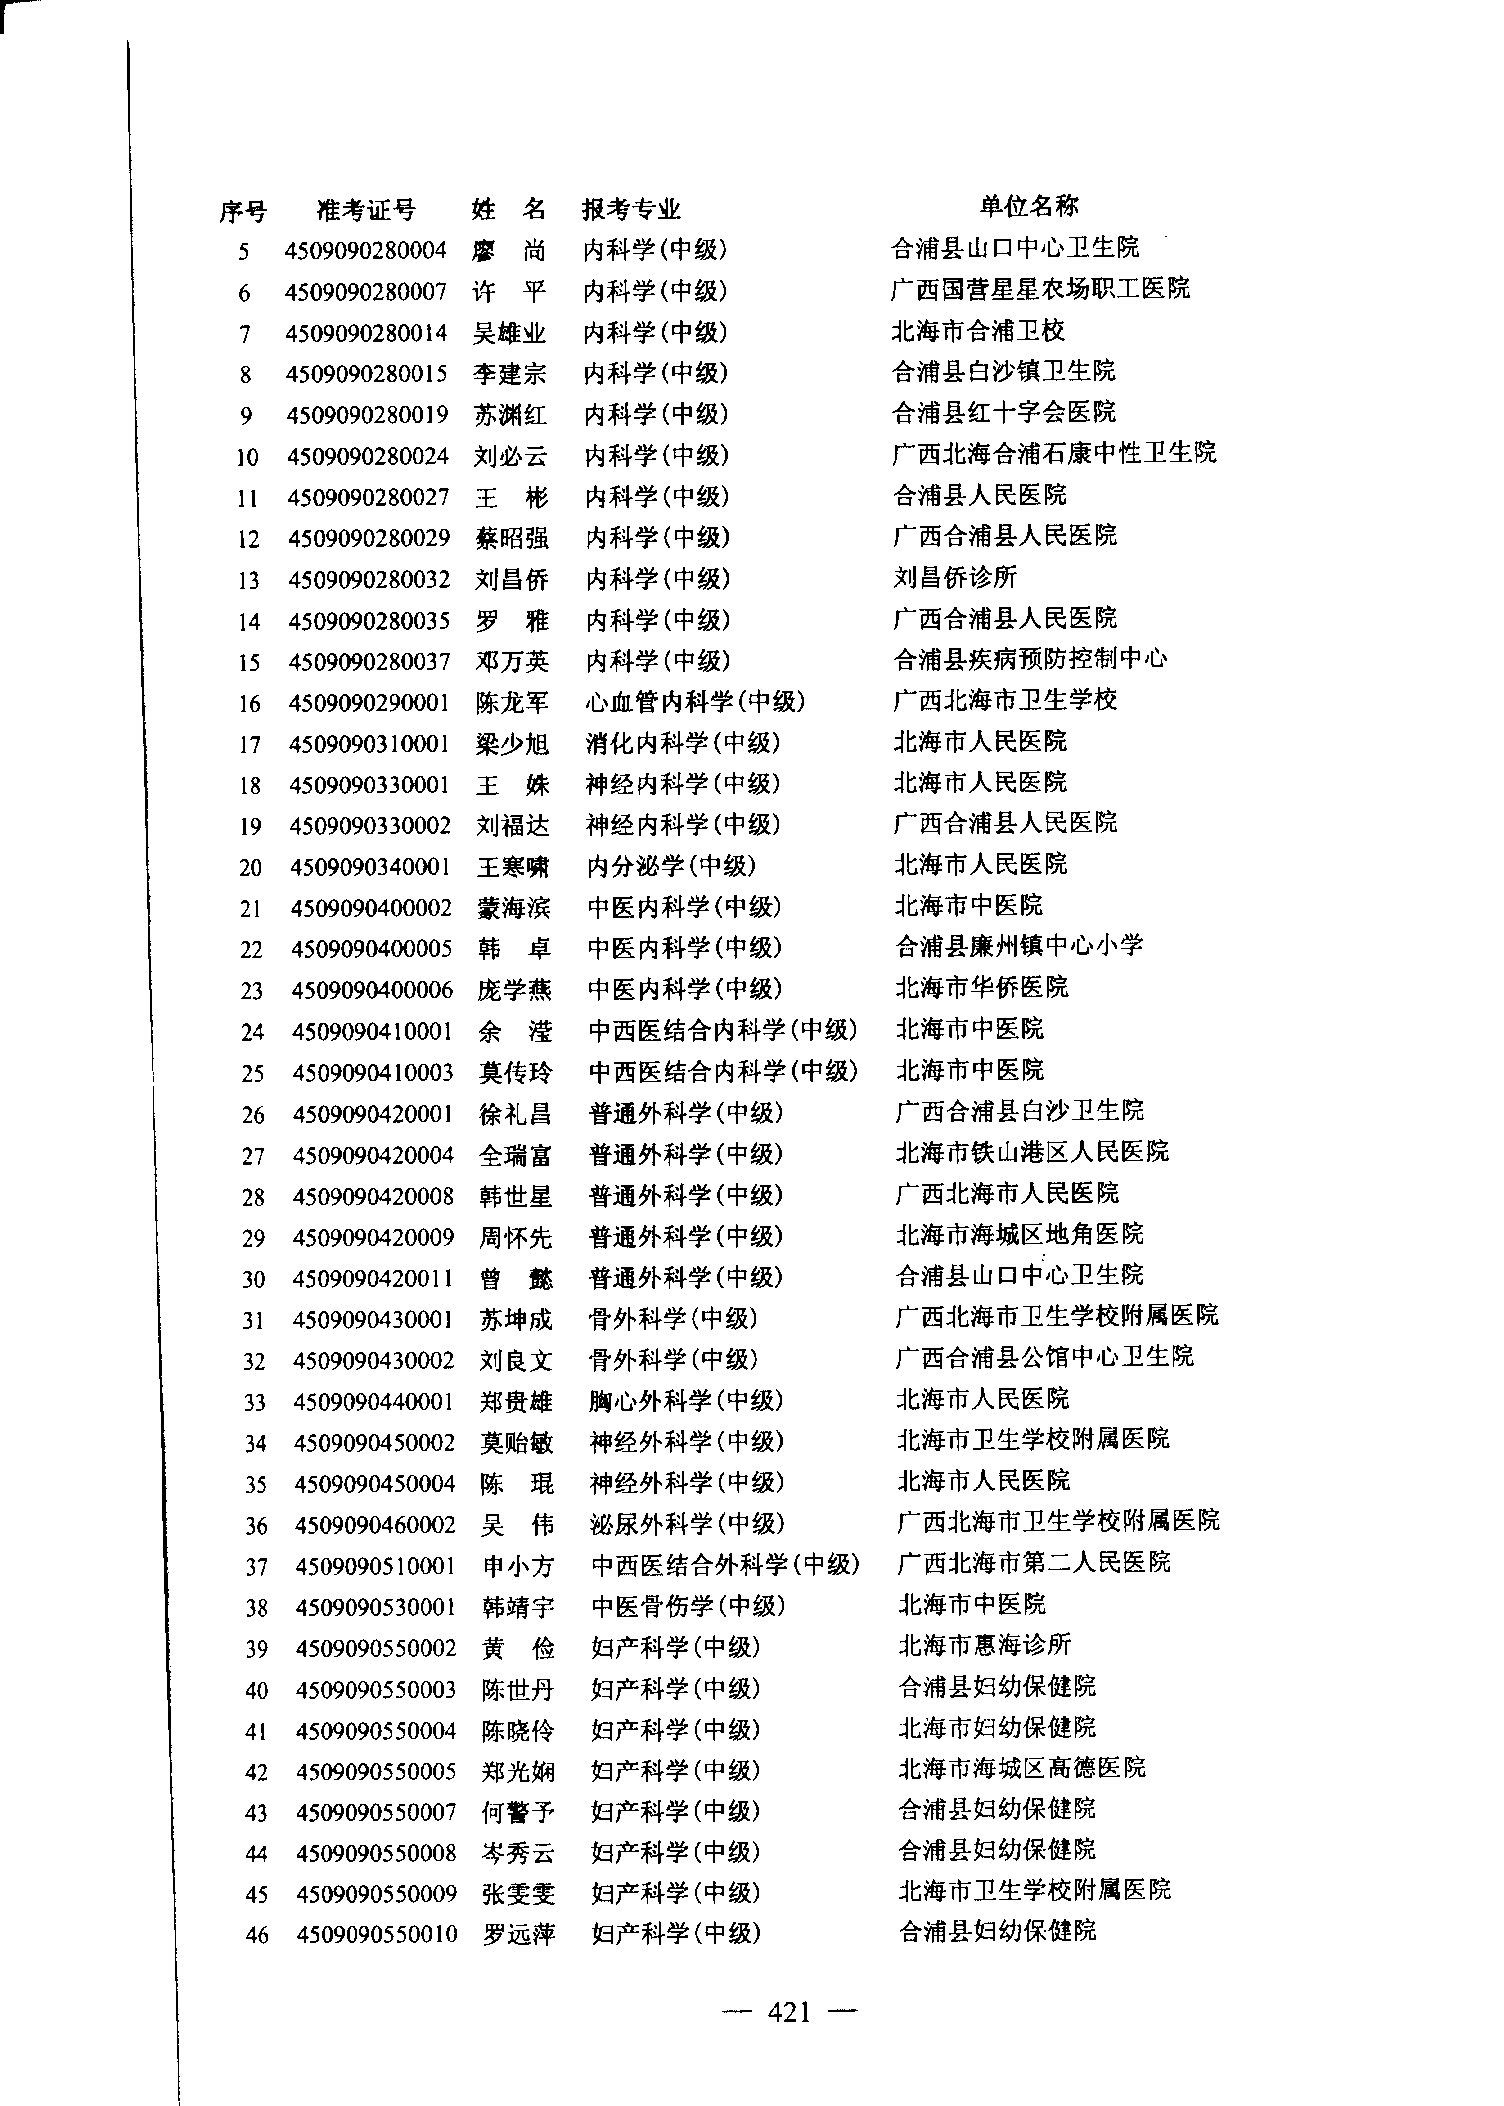 序号 准考证号 姓 名 报考专业 单位名称
5 4509090280004 廖 尚 内科学(中级) 合浦县山口中心卫生院
6 4509090280007 许 平 内科学(中级) 广西国营星星农场职工医院
7 4509090280014 吴雄业 内科学(中级) 北海市合浦卫校
8 4509090280015 李建宗 内科学(中级) 合浦县白沙镇卫生院
9 4509090280019 苏渊红 内科学(中级) 合浦县红十字会医院
10 4509090280024 刘必云 内科学(中级) 广西北海合浦石康中性卫生院
11 4509090280027 王 彬 内科学(中级) 合浦县人民医院
12 4509090280029 蔡昭强 内科学(中级) 广西合浦县人民医院
13 4509090280032 刘昌侨 内科学(中级) 刘昌侨诊所
14 4509090280035 罗 雅 内科学(中级) 广西合浦县人民医院
15 4509090280037 邓万英 内科学(中级) 合浦县疾病预防控制中心
16 4509090290001 陈龙军 心血管内科学(中级) 广西北海市卫生学校
17 4509090310001 梁少旭 消化内科学(中级) 北海市人民医院
18 4509090330001 王 姝 神经内科学(中级) 北海市人民医院
19 4509090330002 刘福达 神经内科学(中级) 广西合浦县人民医院
20 4509090340001 王寒啸 内分泌学(中级) 北海市人民医院
21 4509090400002 蒙海滨 中医内科学(中级) 北海市中医院
22 4509090400005 韩 卓 中医内科学(中级) 合浦县廉州镇中心小学
23 4509090400006 庞学燕 中医内科学(中级) 北海市华侨医院
24 4509090410001 余 滢 中西医结合内科学(中级) 北海市中医院
25 4509090410003 莫传玲 中西医结合内科学(中级) 北海市中医院
26 4509090420001 徐礼昌 普通外科学(中级) 广西合浦县白沙卫生院
27 4509090420004 全瑞富 普通外科学(中级) 北海市铁山港区人民医院
28 4509090420008 韩世星 普通外科学(中级) 广西北海市人民医院
29 4509090420009 周怀先 普通外科学(中级) 北海市海城区地角医院
30 4509090420011 曾 懿 普通外科学(中级) 合浦县山口中心卫生院
31 4509090430001 苏坤成 骨外科学(中级) 广西北海市卫生学校附属医院
32 4509090430002 刘良文 骨外科学(中级) 广西合浦县公馆中心卫生院
33 4509090440001 郑贵雄 胸心外科学(中级) 北海市人民医院
34 4509090450002 莫贻敏 神经外科学(中级) 北海市卫生学校附属医院
35 4509090450004 陈 琨 神经外科学(中级) 北海市人民医院
36 4509090460002 吴 伟 泌尿外科学(中级) 广西北海市卫生学校附属医院
37 4509090510001 申小方 中西医结合外科学(中级) 广西北海市第二人民医院
38 4509090530001 韩靖宇 中医骨伤学(中级) 北海市中医院
39 4509090550002 黄 俭 妇产科学(中级) 北海市惠海诊所
40 4509090550003 陈世丹 妇产科学(中级) 合浦县妇幼保健院
41 4509090550004 陈晓伶 妇产科学(中级) 北海市妇幼保健院
42 4509090550005 郑光娴 妇产科学(中级) 北海市海城区高德医院
43 4509090550007 何警予 妇产科学(中级) 合浦县妇幼保健院
44 4509090550008 岑秀云 妇产科学(中级) 合浦县妇幼保健院
45 4509090550009 张雯雯 妇产科学(中级) 北海市卫生学校附属医院
46 4509090550010 罗远萍 妇产科学(中级) 合浦县妇幼保健院
— 421 —